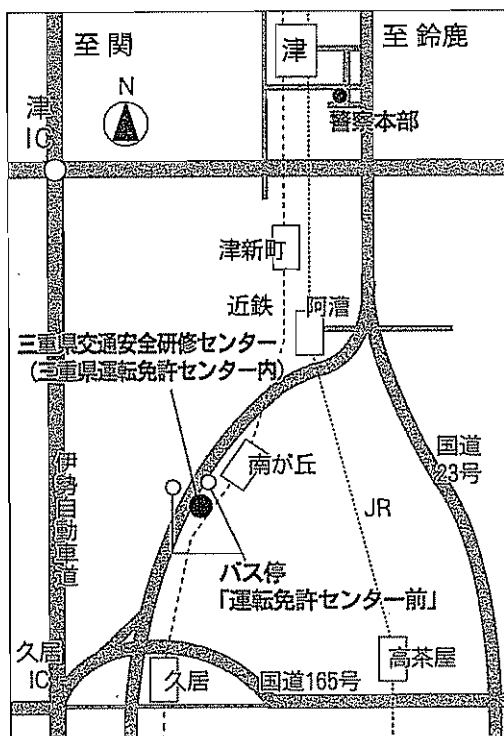 至 関
至 鈴鹿
津
N
津
IC
警察本部
津新町
近鉄
阿漕
三重県交通安全研修センター
(三重県運転免許センター内)
国道
23号
南が丘
伊勢自動車道
JR
バス停
「運転免許センター前」
久居
IC
久居
国道165号
高茶屋